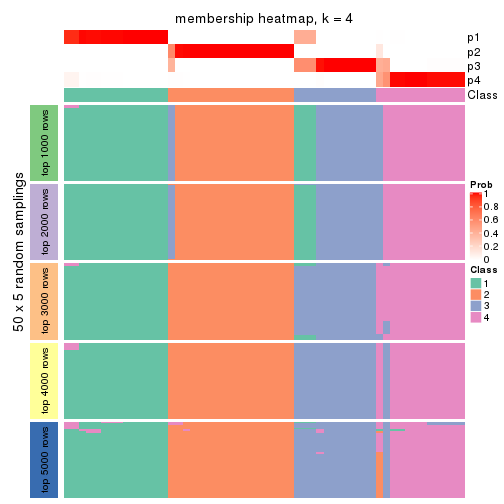 membership heatmap, k = 4
p1
p2
p3
p4
Class
50 x 5 random samplings
top 1000 rows
top 2000 rows
top 3000 rows
top 4000 rows
top 5000 rows
Prob
1
0.8
0.6
0.4
0.2
0
Class
1
2
3
4